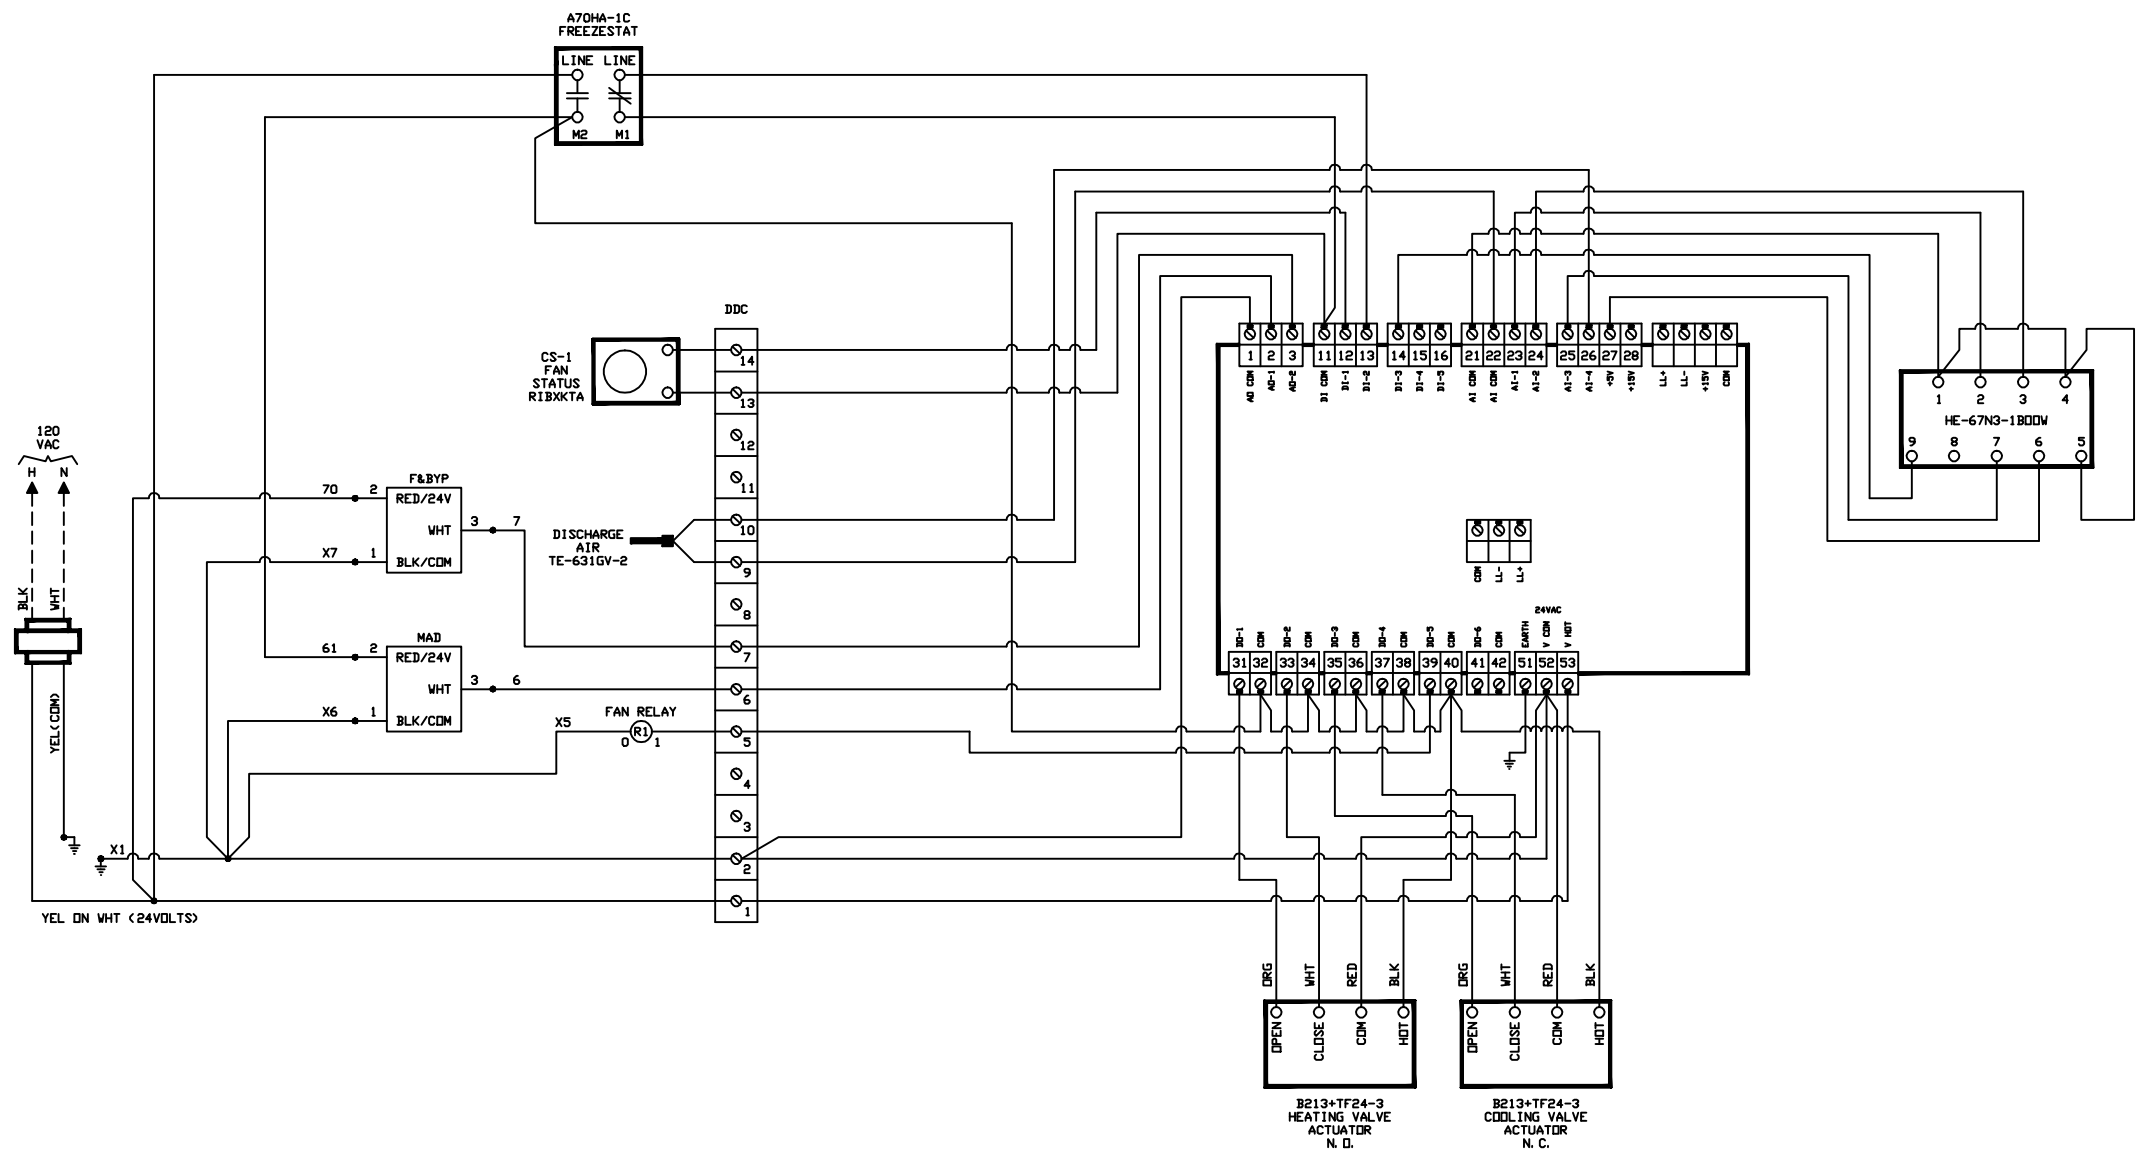 A70HA-1C
FREEZESTAT
LINE LINE
M2 M1
DDC
14
13
12
11
10
9
8
7
6
5
4
3
2
1
CS-1
FAN
STATUS
RIBXKTA
120
VAC
H N
BLK
WHT
YEL(COM)
F&BYP
70 2 RED/24V
WHT 3 7
X7 1 BLK/COM
DISCHARGE
AIR
TE-631GV-2
MAD
61 2 RED/24V
WHT 3 6
X6 1 BLK/COM
X5
FAN RELAY
0 R1 1
X1
YEL ON WHT (24VOLTS)
1 2 3 11 12 13 14 15 16 21 22 23 24 25 26 27 28
AO COM
AO-1
AO-2
DI COM
DI-1
DI-2
DI-3
DI-4
DI-5
AI COM
AI COM
AI-1
AI-2
AI-3
AI-4
+5V
+15V
LL+
LL-
+15V
COM
1 2 3 4
HE-67N3-1B00W
9 8 7 6 5
COM
LL-
LL+
24VAC
DO-1
COM
DO-2
COM
DO-3
COM
DO-4
COM
DO-5
COM
DO-6
COM
EARTH
V COM
V HOT
31 32 33 34 35 36 37 38 39 40 41 42 51 52 53
ORG
WHT
RED
BLK
ORG
WHT
RED
BLK
OPEN
CLOSE
COM
HOT
OPEN
CLOSE
COM
HOT
B213+TF24-3
HEATING VALVE
ACTUATOR
N.O.
B213+TF24-3
COOLING VALVE
ACTUATOR
N.C.